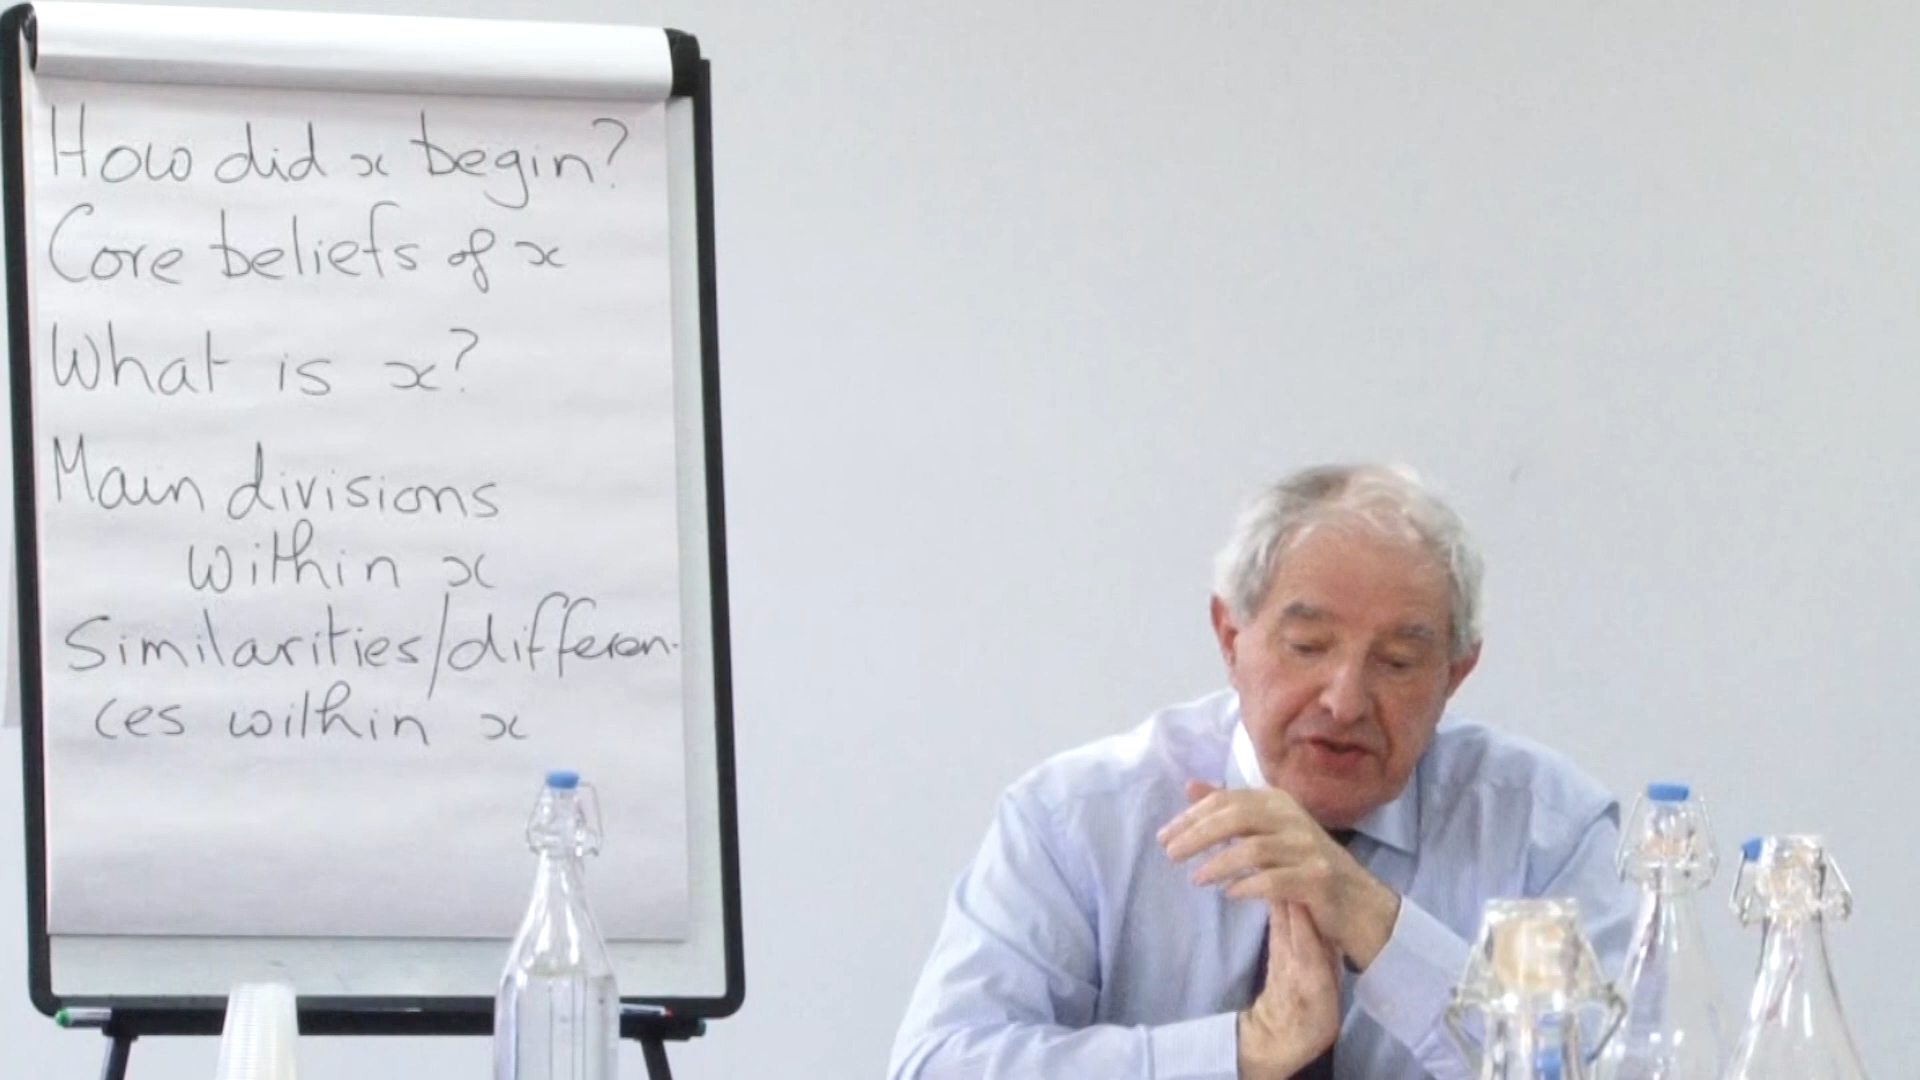 How did x begin?
Core beliefs of x
What is x?
Main divisions
within x
Similarities/differen-
ces within x